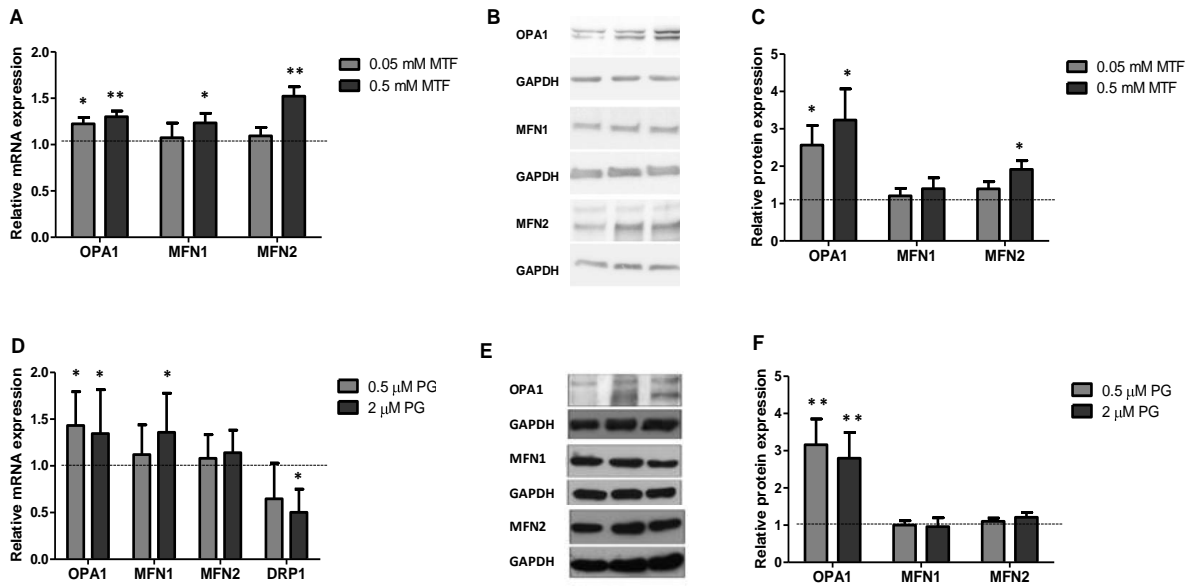 A
Relative mRNA expression
2.0
1.5
1.0
0.5
0.0
* ** * **
OPA1 MFN1 MFN2
0.05 mM MTF
0.5 mM MTF
B
OPA1
GAPDH
MFN1
GAPDH
MFN2
GAPDH
C
Relative protein expression
5
4
3
2
1
0
* * *
OPA1 MFN1 MFN2
0.05 mM MTF
0.5 mM MTF
D
Relative mRNA expression
2.0
1.5
1.0
0.5
0.0
* * * *
OPA1 MFN1 MFN2 DRP1
0.5 μM PG
2 μM PG
E
OPA1
GAPDH
MFN1
GAPDH
MFN2
GAPDH
F
Relative protein expression
5
4
3
2
1
0
** **
OPA1 MFN1 MFN2
0.5 μM PG
2 μM PG